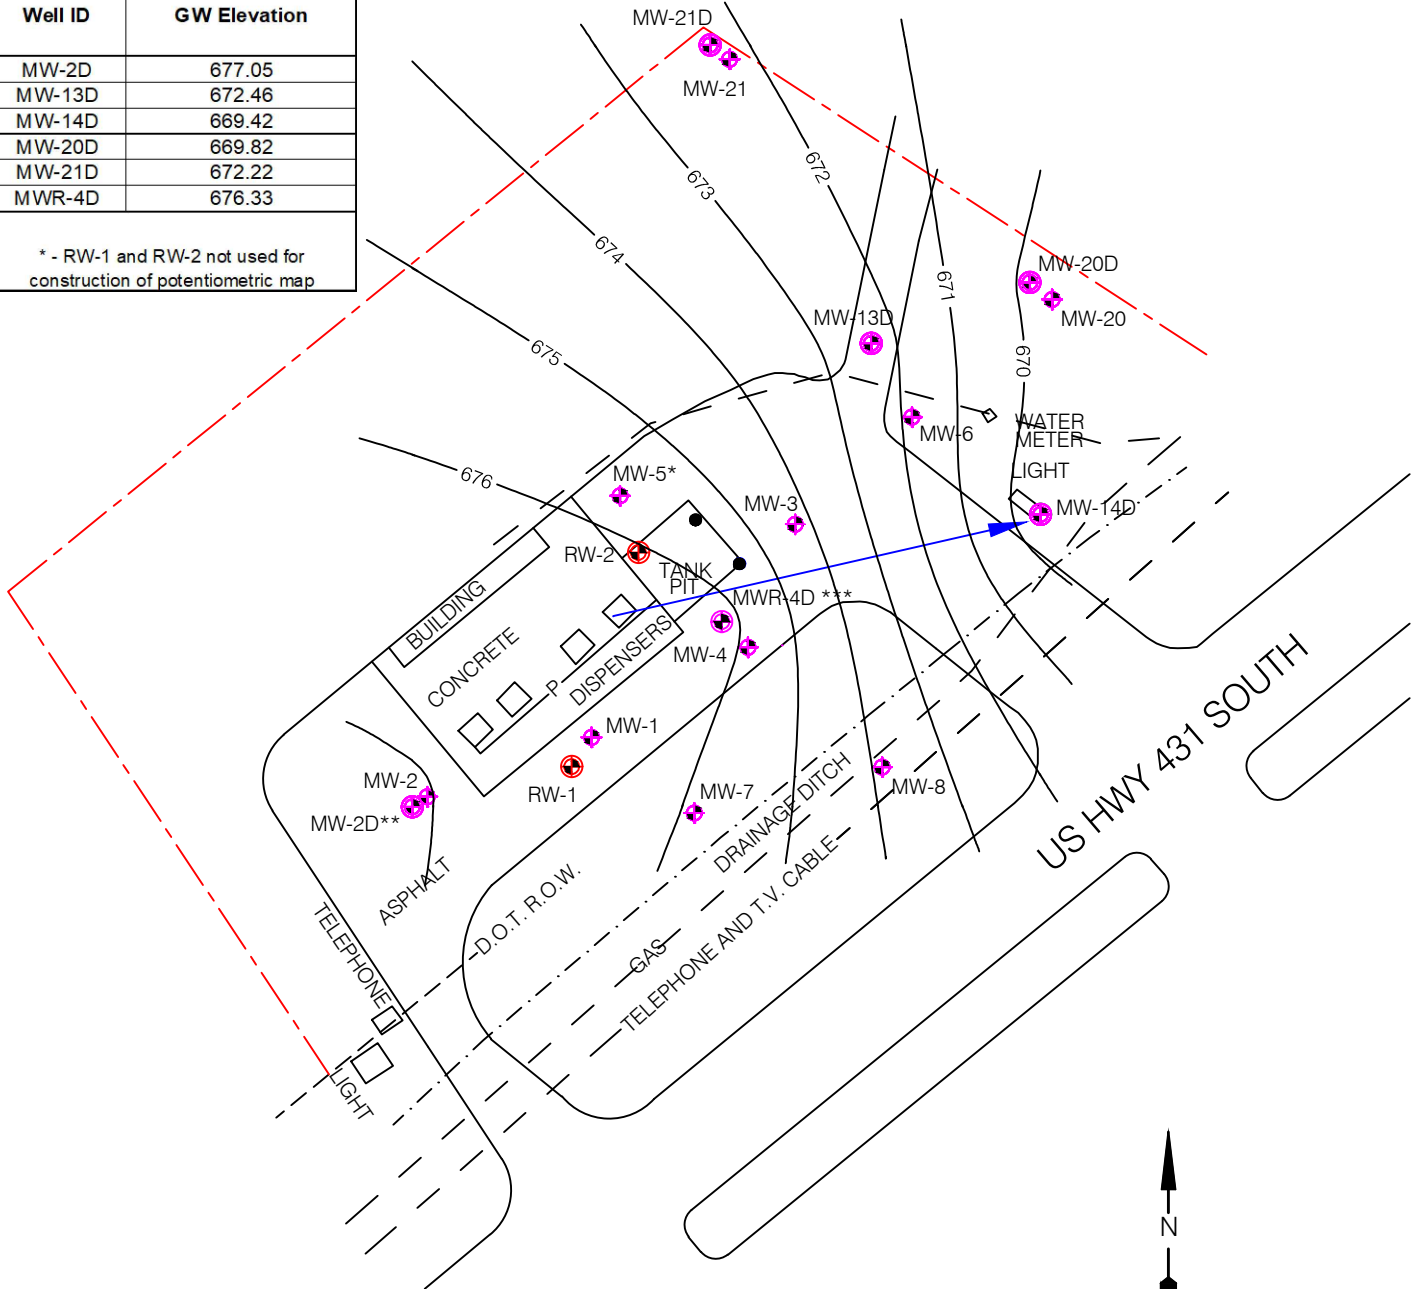 Well ID GW Elevation
MW-2D 677.05
MW-13D 672.46
MW-14D 669.42
MW-20D 669.82
MW-21D 672.22
MWR-4D 676.33
* - RW-1 and RW-2 not used for
construction of potentiometric map
MW-21D
MW-21
672
673
674
675
676
671
670
MW-20D
MW-20
MW-13D
MW-6
WATER
METER
LIGHT
MW-14D
MW-5*
MW-3
RW-2
TANK
PIT
MWR-4D ***
MW-4
BUILDING
CONCRETE
P
DISPENSERS
MW-1
RW-1
MW-2
MW-2D**
MW-7
MW-8
ASPHALT
D.O.T. R.O.W.
DRAINAGE DITCH
GAS
TELEPHONE AND T.V. CABLE
TELEPHONE
LIGHT
US HWY 431 SOUTH
N